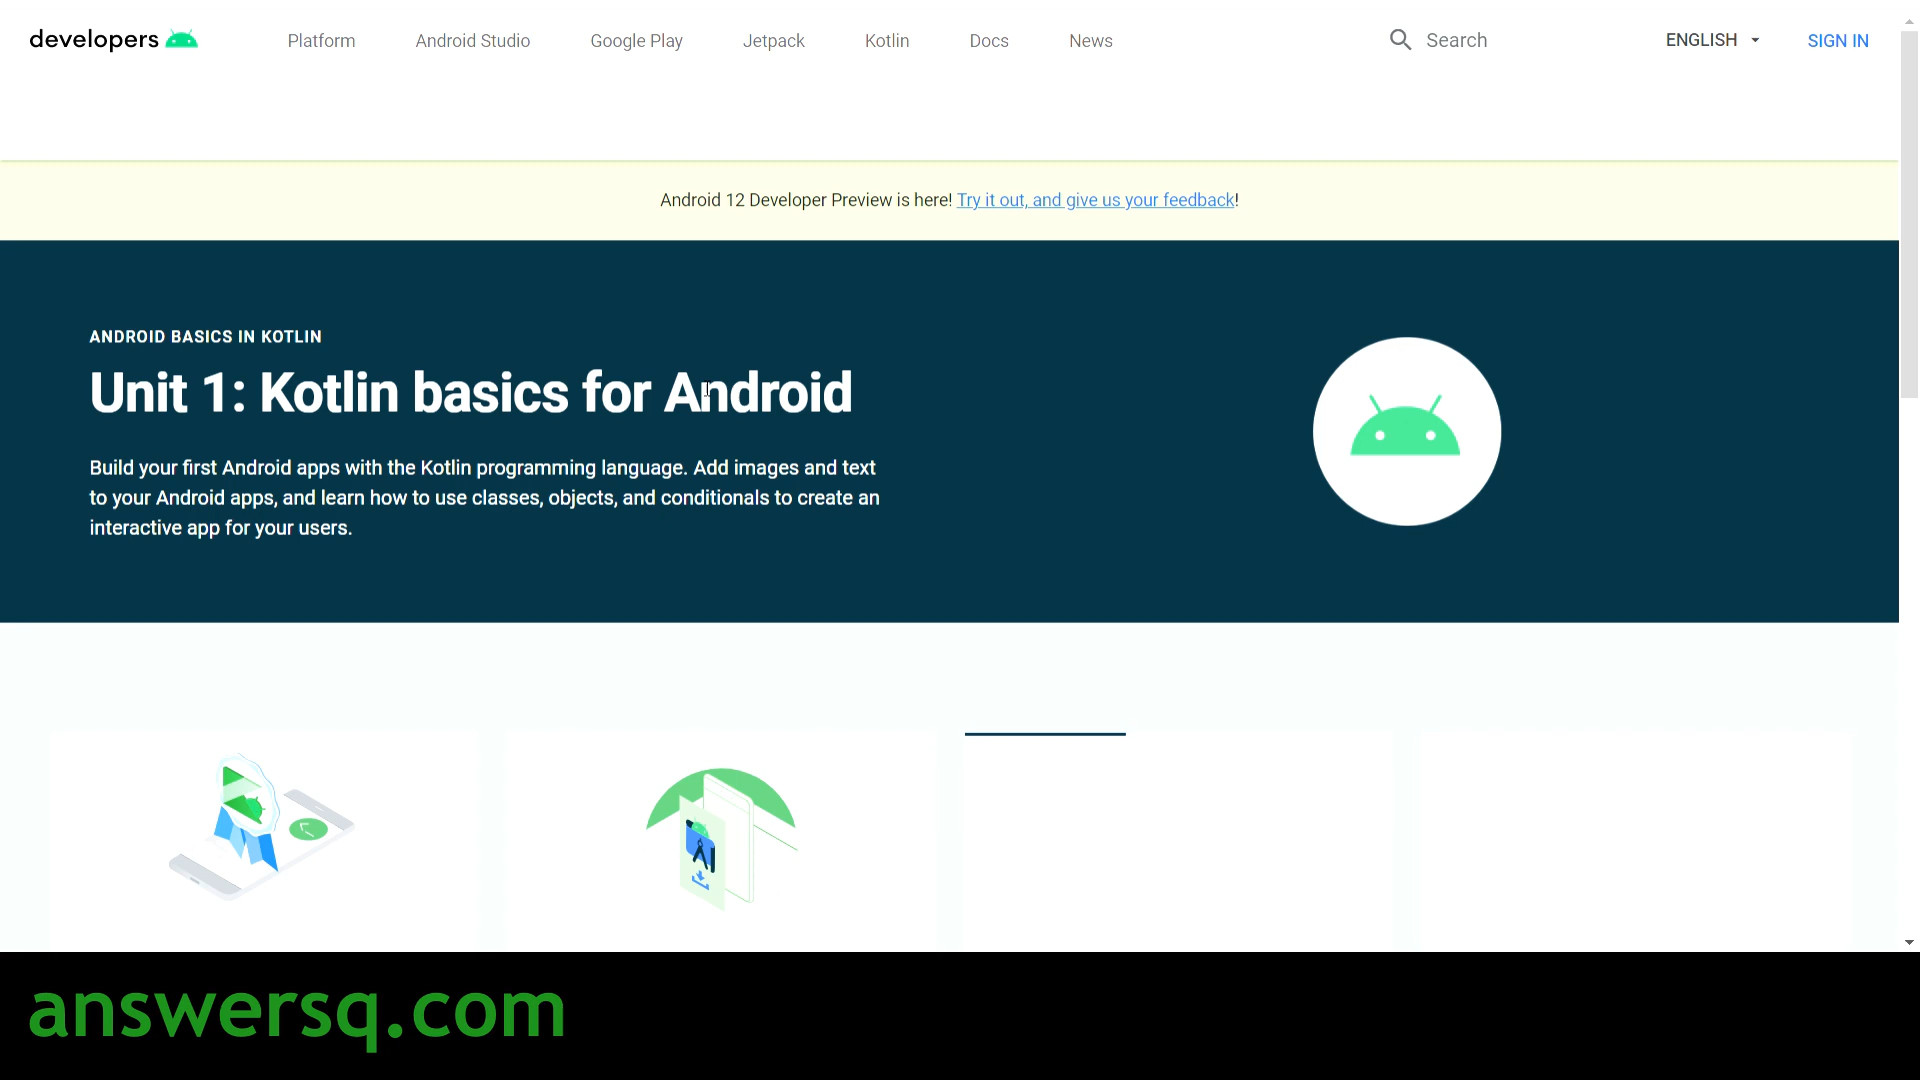 developers
Platform
Android Studio
Google Play
Jetpack
Kotlin
Docs
News
Search
ENGLISH
SIGN IN
Android 12 Developer Preview is here! Try it out, and give us your feedback!
ANDROID BASICS IN KOTLIN
Unit 1: Kotlin basics for Android
Build your first Android apps with the Kotlin programming language. Add images and text
to your Android apps, and learn how to use classes, objects, and conditionals to create an
interactive app for your users.
answersq.com